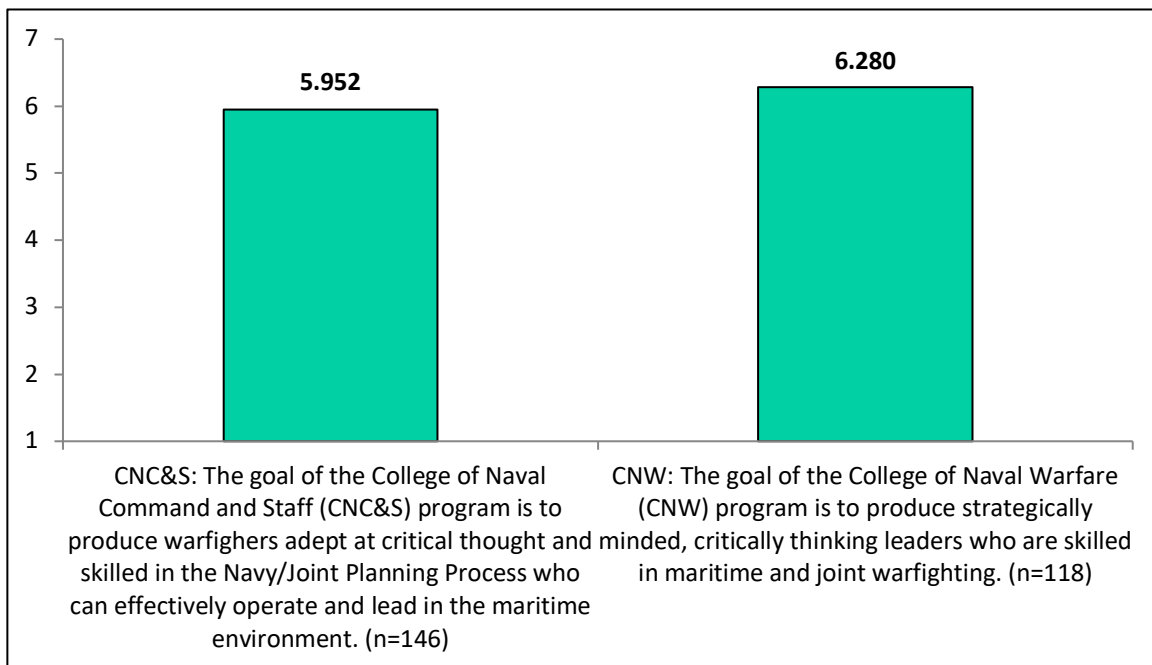 7
6
5
4
3
2
1
5.952
6.280
CNC&S: The goal of the College of Naval
Command and Staff (CNC&S) program is to
produce warfighers adept at critical thought and
skilled in the Navy/Joint Planning Process who
can effectively operate and lead in the maritime
environment. (n=146)
CNW: The goal of the College of Naval Warfare
(CNW) program is to produce strategically
minded, critically thinking leaders who are skilled
in maritime and joint warfighting. (n=118)